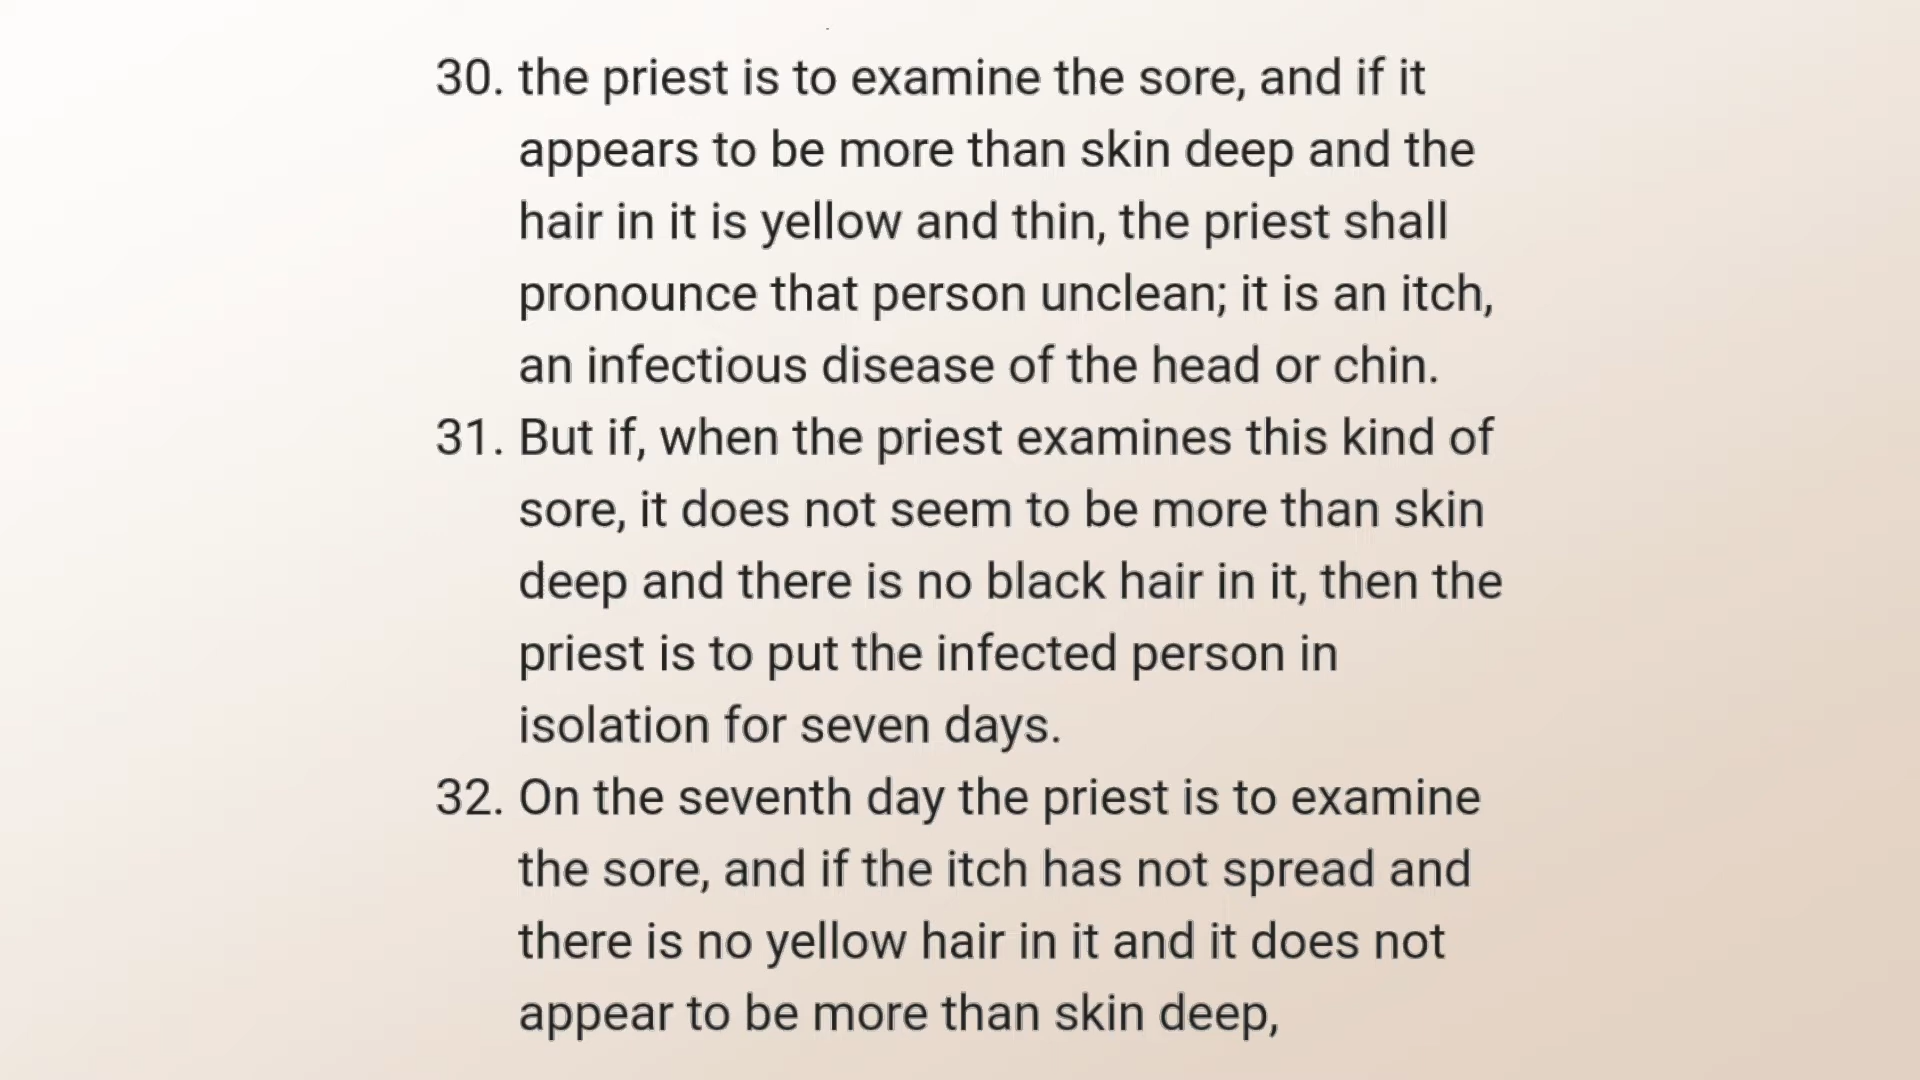 30. the priest is to examine the sore, and if it
appears to be more than skin deep and the
hair in it is yellow and thin, the priest shall
pronounce that person unclean; it is an itch,
an infectious disease of the head or chin.
31. But if, when the priest examines this kind of
sore, it does not seem to be more than skin
deep and there is no black hair in it, then the
priest is to put the infected person in
isolation for seven days.
32. On the seventh day the priest is to examine
the sore, and if the itch has not spread and
there is no yellow hair in it and it does not
appear to be more than skin deep,